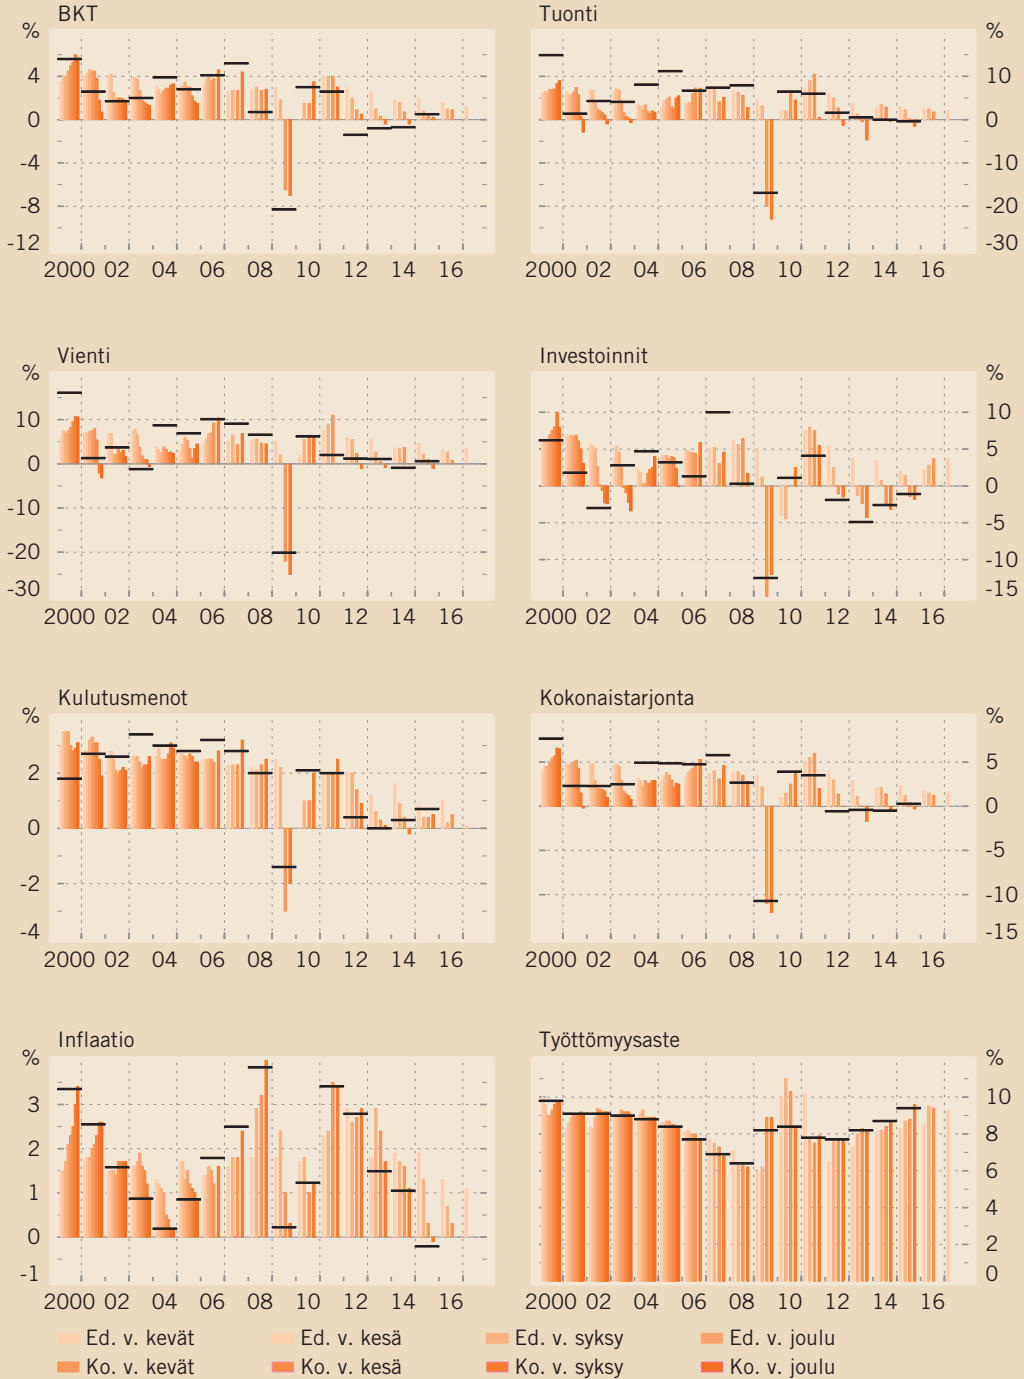 BKT
%
4
0
-4
-8
-12
2000 02 04 06 08 10 12 14 16
Tuonti
%
10
0
-10
-20
-30
2000 02 04 06 08 10 12 14 16
Vienti
%
10
0
-10
-20
-30
2000 02 04 06 08 10 12 14 16
Investoinnit
%
10
5
0
-5
-10
-15
2000 02 04 06 08 10 12 14 16
Kulutusmenot
%
2
0
-2
-4
2000 02 04 06 08 10 12 14 16
Kokonaistarjonta
%
5
0
-5
-10
-15
2000 02 04 06 08 10 12 14 16
Inflaatio
%
3
2
1
0
-1
2000 02 04 06 08 10 12 14 16
Työttömyysaste
%
10
8
6
4
2
0
2000 02 04 06 08 10 12 14 16
Ed. v. kevät Ed. v. kesä Ed. v. syksy Ed. v. joulu
Ko. v. kevät Ko. v. kesä Ko. v. syksy Ko. v. joulu